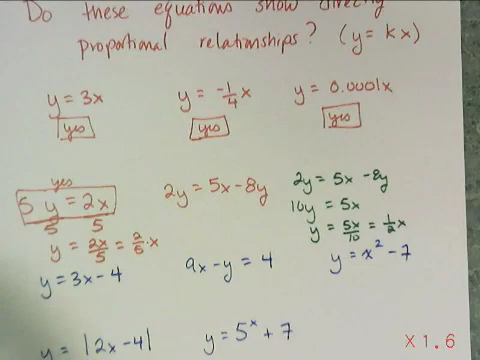 Do these equations show directly
proportional relationships? (y = kx)
y = 3x
yes
y = -1/4 x
yes
y = 0.0001x
yes
yes
5y = 2x
5 5
y = 2x/5 = 2/5 · x
2y = 5x - 8y
2y = 5x - 8y
10y = 5x
y = 5x/10 = 1/2 x
y = 3x - 4
9x - y = 4
y = x² - 7
y = |2x - 4|
y = 5ˣ + 7
X1.6